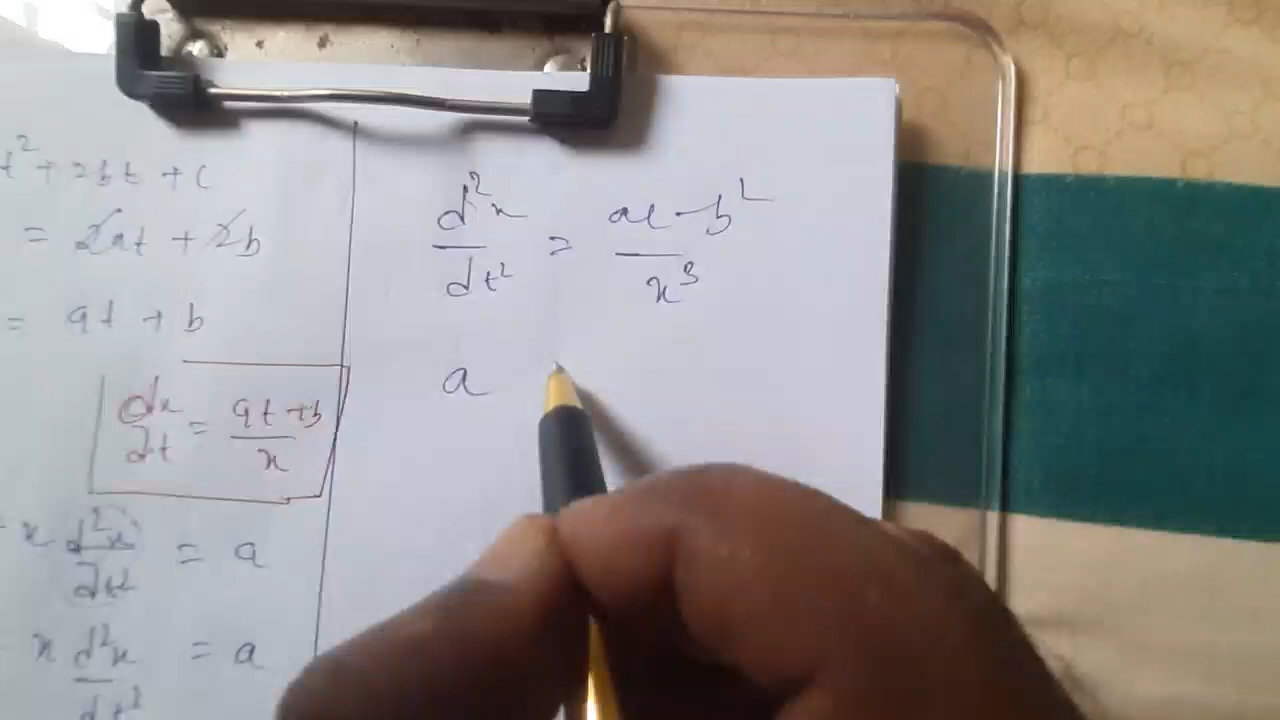 t² + 2bt + c
= 2at + 2b
= at + b
dx/dt = at + b/x
x d²x/dt² = a
x d²x/dt² = a
d²x/dt² = ac - b²/x³
a